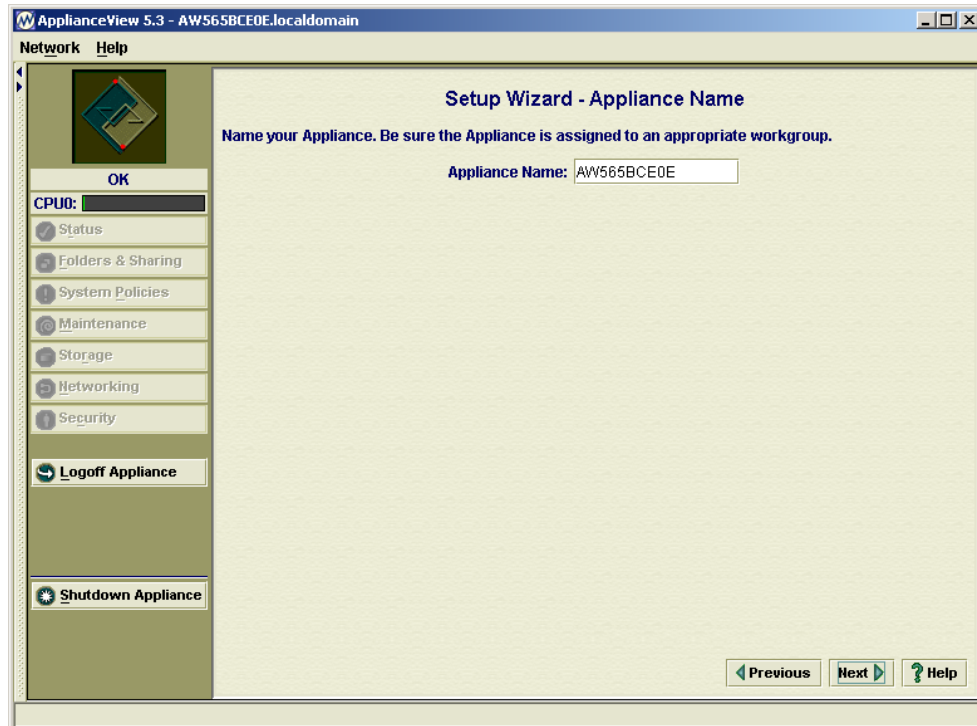 ApplianceView 5.3 - AW565BCE0E.localdomain
Network Help
OK
CPU0:
Status
Folders & Sharing
System Policies
Maintenance
Storage
Networking
Security
Logoff Appliance
Shutdown Appliance
Setup Wizard - Appliance Name
Name your Appliance. Be sure the Appliance is assigned to an appropriate workgroup.
Appliance Name: AW565BCE0E
Previous Next Help